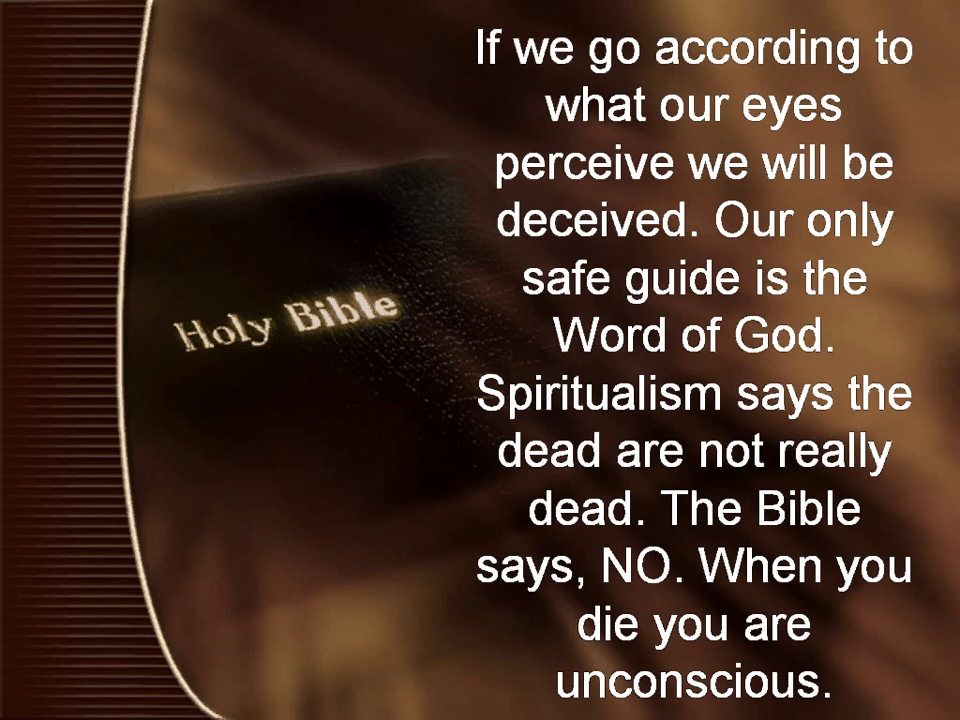 If we go according to
what our eyes
perceive we will be
deceived. Our only
safe guide is the
Word of God.
Spiritualism says the
dead are not really
dead. The Bible
says, NO. When you
die you are
unconscious.
Holy Bible